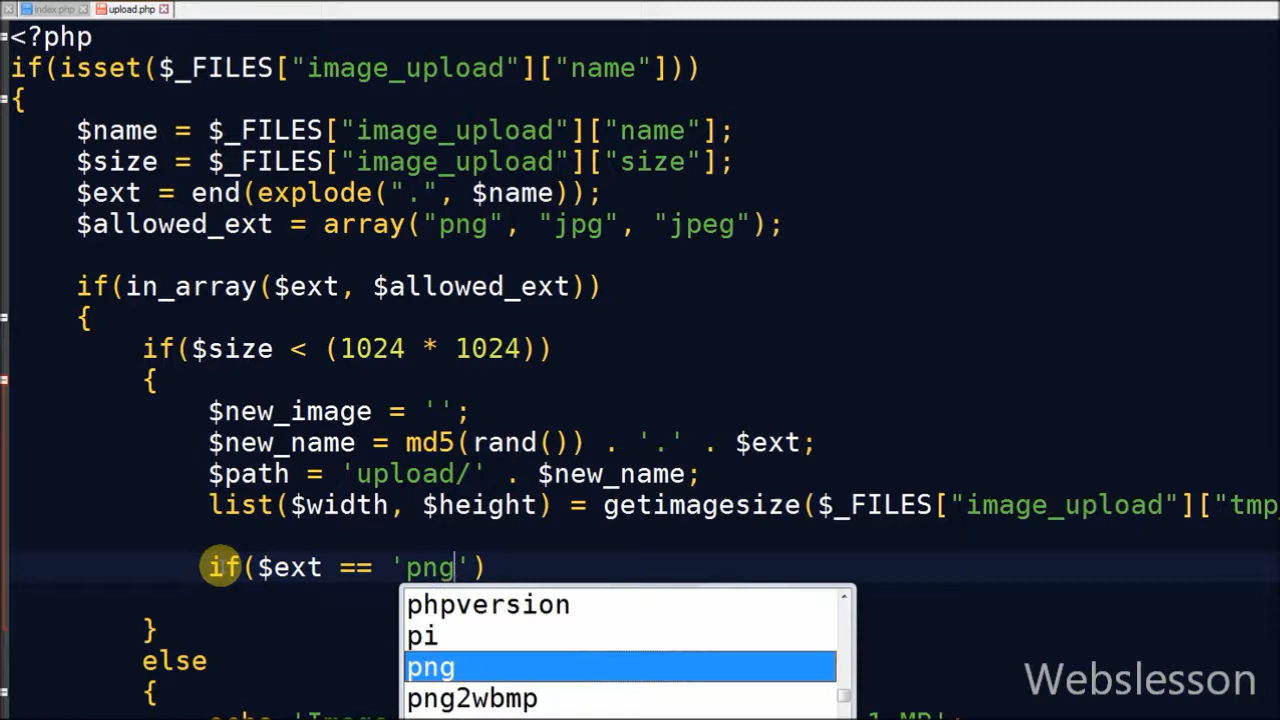 index.php upload.php
<?php
if(isset($_FILES["image_upload"]["name"]))
{
$name = $_FILES["image_upload"]["name"];
$size = $_FILES["image_upload"]["size"];
$ext = end(explode(".", $name));
$allowed_ext = array("png", "jpg", "jpeg");
if(in_array($ext, $allowed_ext))
{
if($size < (1024 * 1024))
{
$new_image = '';
$new_name = md5(rand()) . '.' . $ext;
$path = 'upload/' . $new_name;
list($width, $height) = getimagesize($_FILES["image_upload"]["tmp
if($ext == 'png')
phpversion
pi
png
png2wbmp
}
else
{
Webslesson